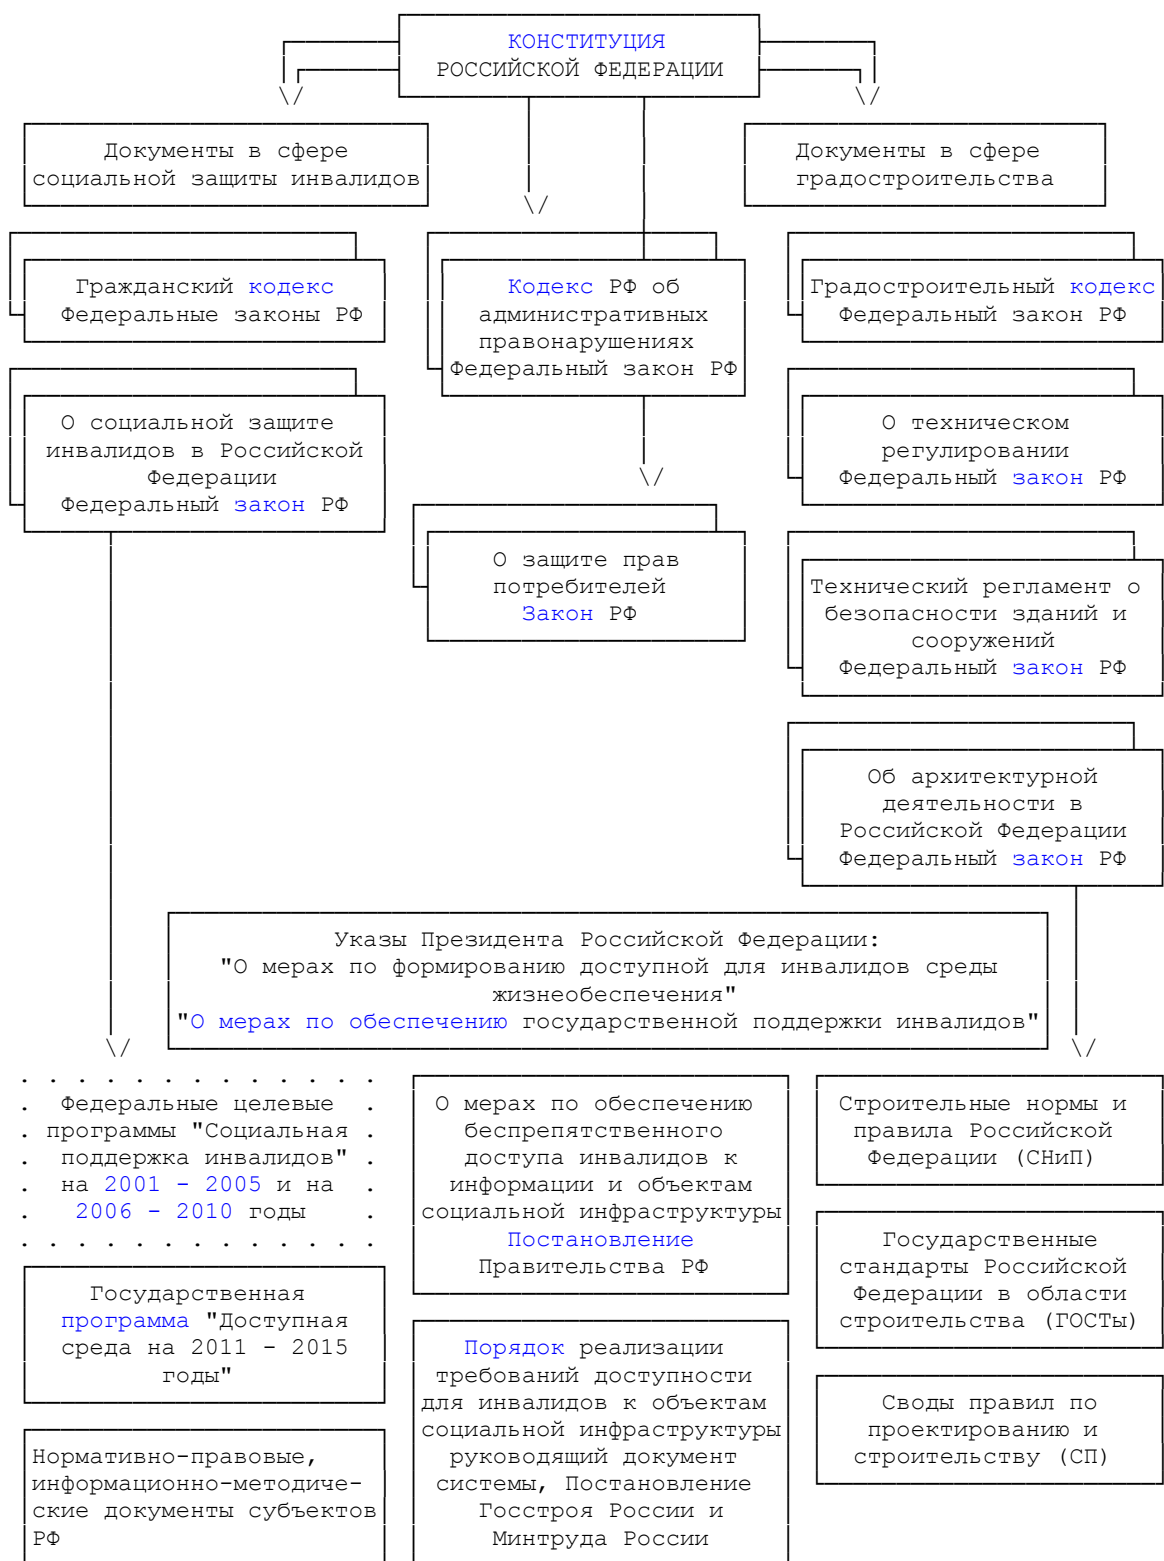 КОНСТИТУЦИЯ
РОССИЙСКОЙ ФЕДЕРАЦИИ
Документы в сфере
социальной защиты инвалидов
Документы в сфере
градостроительства
Гражданский кодекс
Федеральные законы РФ
Кодекс РФ об
административных
правонарушениях
Федеральный закон РФ
Градостроительный кодекс
Федеральный закон РФ
О социальной защите
инвалидов в Российской
Федерации
Федеральный закон РФ
О техническом
регулировании
Федеральный закон РФ
О защите прав
потребителей
Закон РФ
Технический регламент о
безопасности зданий и
сооружений
Федеральный закон РФ
Об архитектурной
деятельности в
Российской Федерации
Федеральный закон РФ
Указы Президента Российской Федерации:
"О мерах по формированию доступной для инвалидов среды
жизнеобеспечения"
"О мерах по обеспечению государственной поддержки инвалидов"
Федеральные целевые
программы "Социальная
поддержка инвалидов"
на 2001 - 2005 и на
2006 - 2010 годы
О мерах по обеспечению
беспрепятственного
доступа инвалидов к
информации и объектам
социальной инфраструктуры
Постановление
Правительства РФ
Строительные нормы и
правила Российской
Федерации (СНиП)
Государственные
стандарты Российской
Федерации в области
строительства (ГОСТы)
Государственная
программа "Доступная
среда на 2011 - 2015
годы"
Порядок реализации
требований доступности
для инвалидов к объектам
социальной инфраструктуры
руководящий документ
системы, Постановление
Госстроя России и
Минтруда России
Своды правил по
проектированию и
строительству (СП)
Нормативно-правовые,
информационно-методиче-
ские документы субъектов
РФ